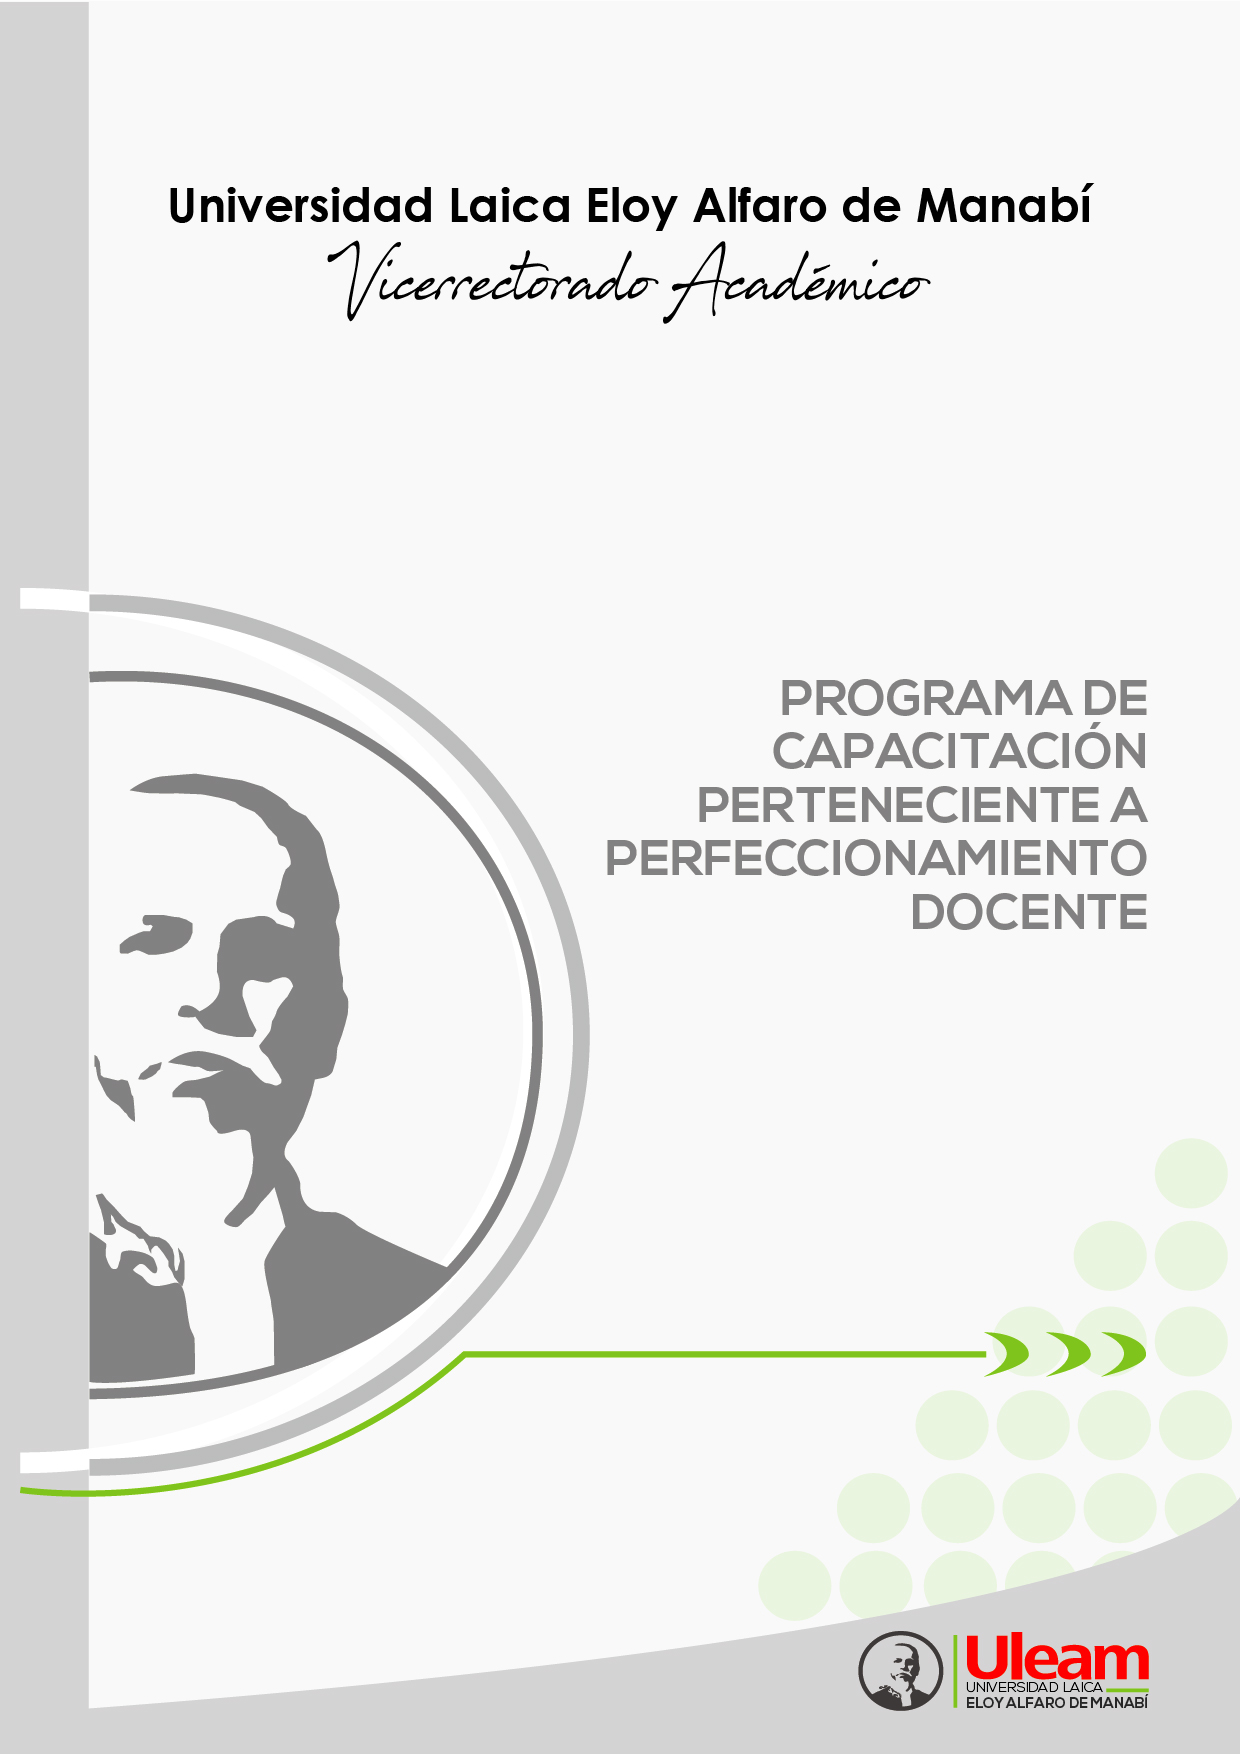 Universidad Laica Eloy Alfaro de Manabí
Vicerrectorado Académico
PROGRAMA DE
CAPACITACIÓN
PERTENECIENTE A
PERFECCIONAMIENTO
DOCENTE
Uleam
UNIVERSIDAD LAICA
ELOY ALFARO DE MANABÍ